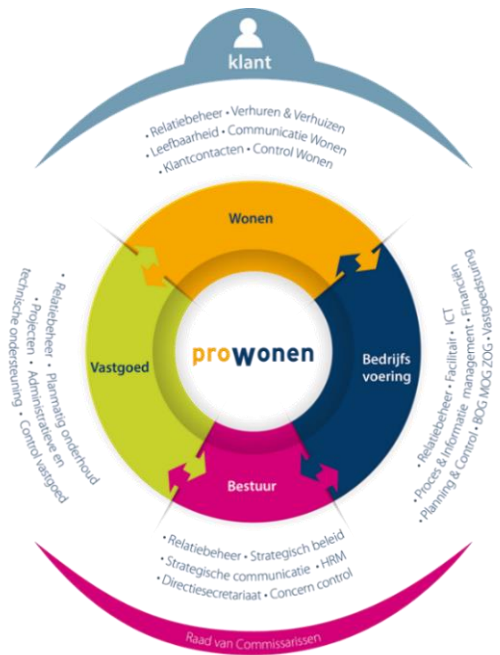 klant
• Relatiebeheer • Verhuren & Verhuizen
• Leefbaarheid • Communicatie Wonen
• Klantcontacten • Control Wonen
Wonen
• Relatiebeheer • Planmatig onderhoud
• Projecten • Administratieve en
technische ondersteuning • Control vastgoed
Vastgoed
prowonen
Bedrijfs
voering
• Relatiebeheer • Facilitair • ICT
• Proces & Informatie management • Financiën
• Planning & Control • BOG MOG ZOG • Vastgoedsturing
Bestuur
• Relatiebeheer • Strategisch beleid
• Strategische communicatie • HRM
• Directiesecretariaat • Concern control
Raad van Commissarissen